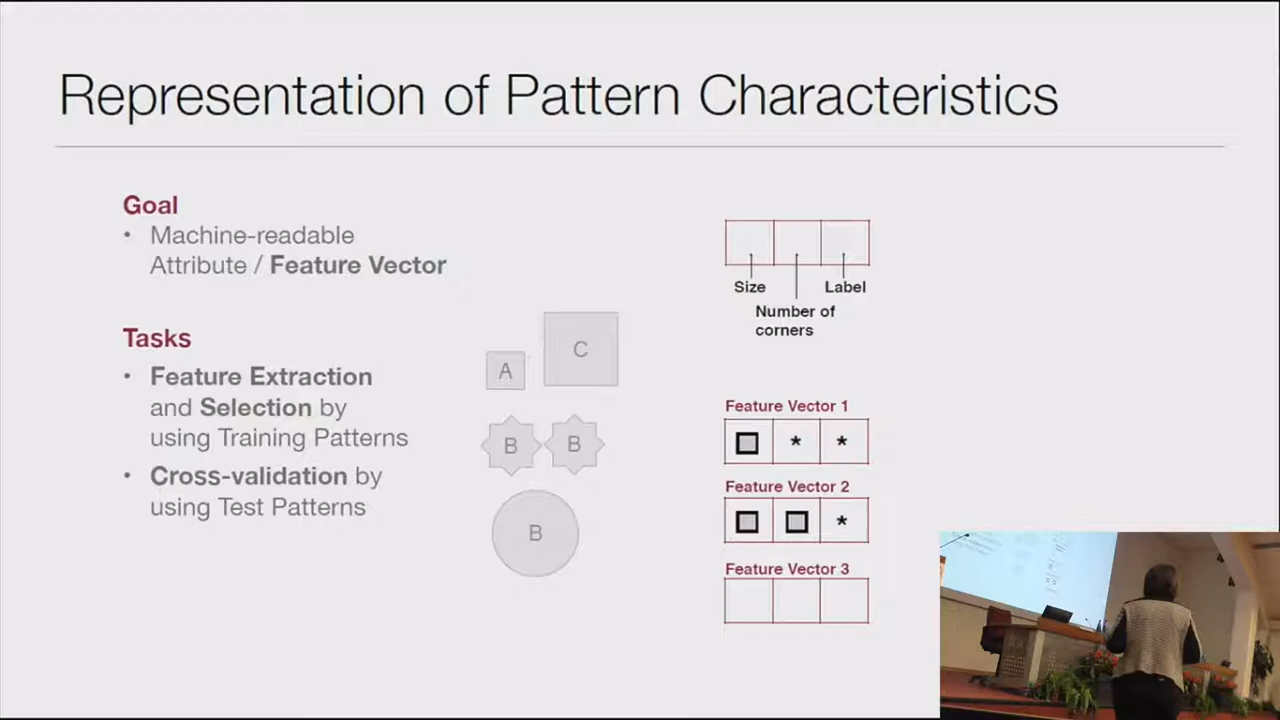 Representation of Pattern Characteristics
Goal
• Machine-readable
Attribute / Feature Vector
Tasks
• Feature Extraction
and Selection by
using Training Patterns
• Cross-validation by
using Test Patterns
A
C
B
B
B
Size
Label
Number of
corners
Feature Vector 1
* *
Feature Vector 2
*
Feature Vector 3